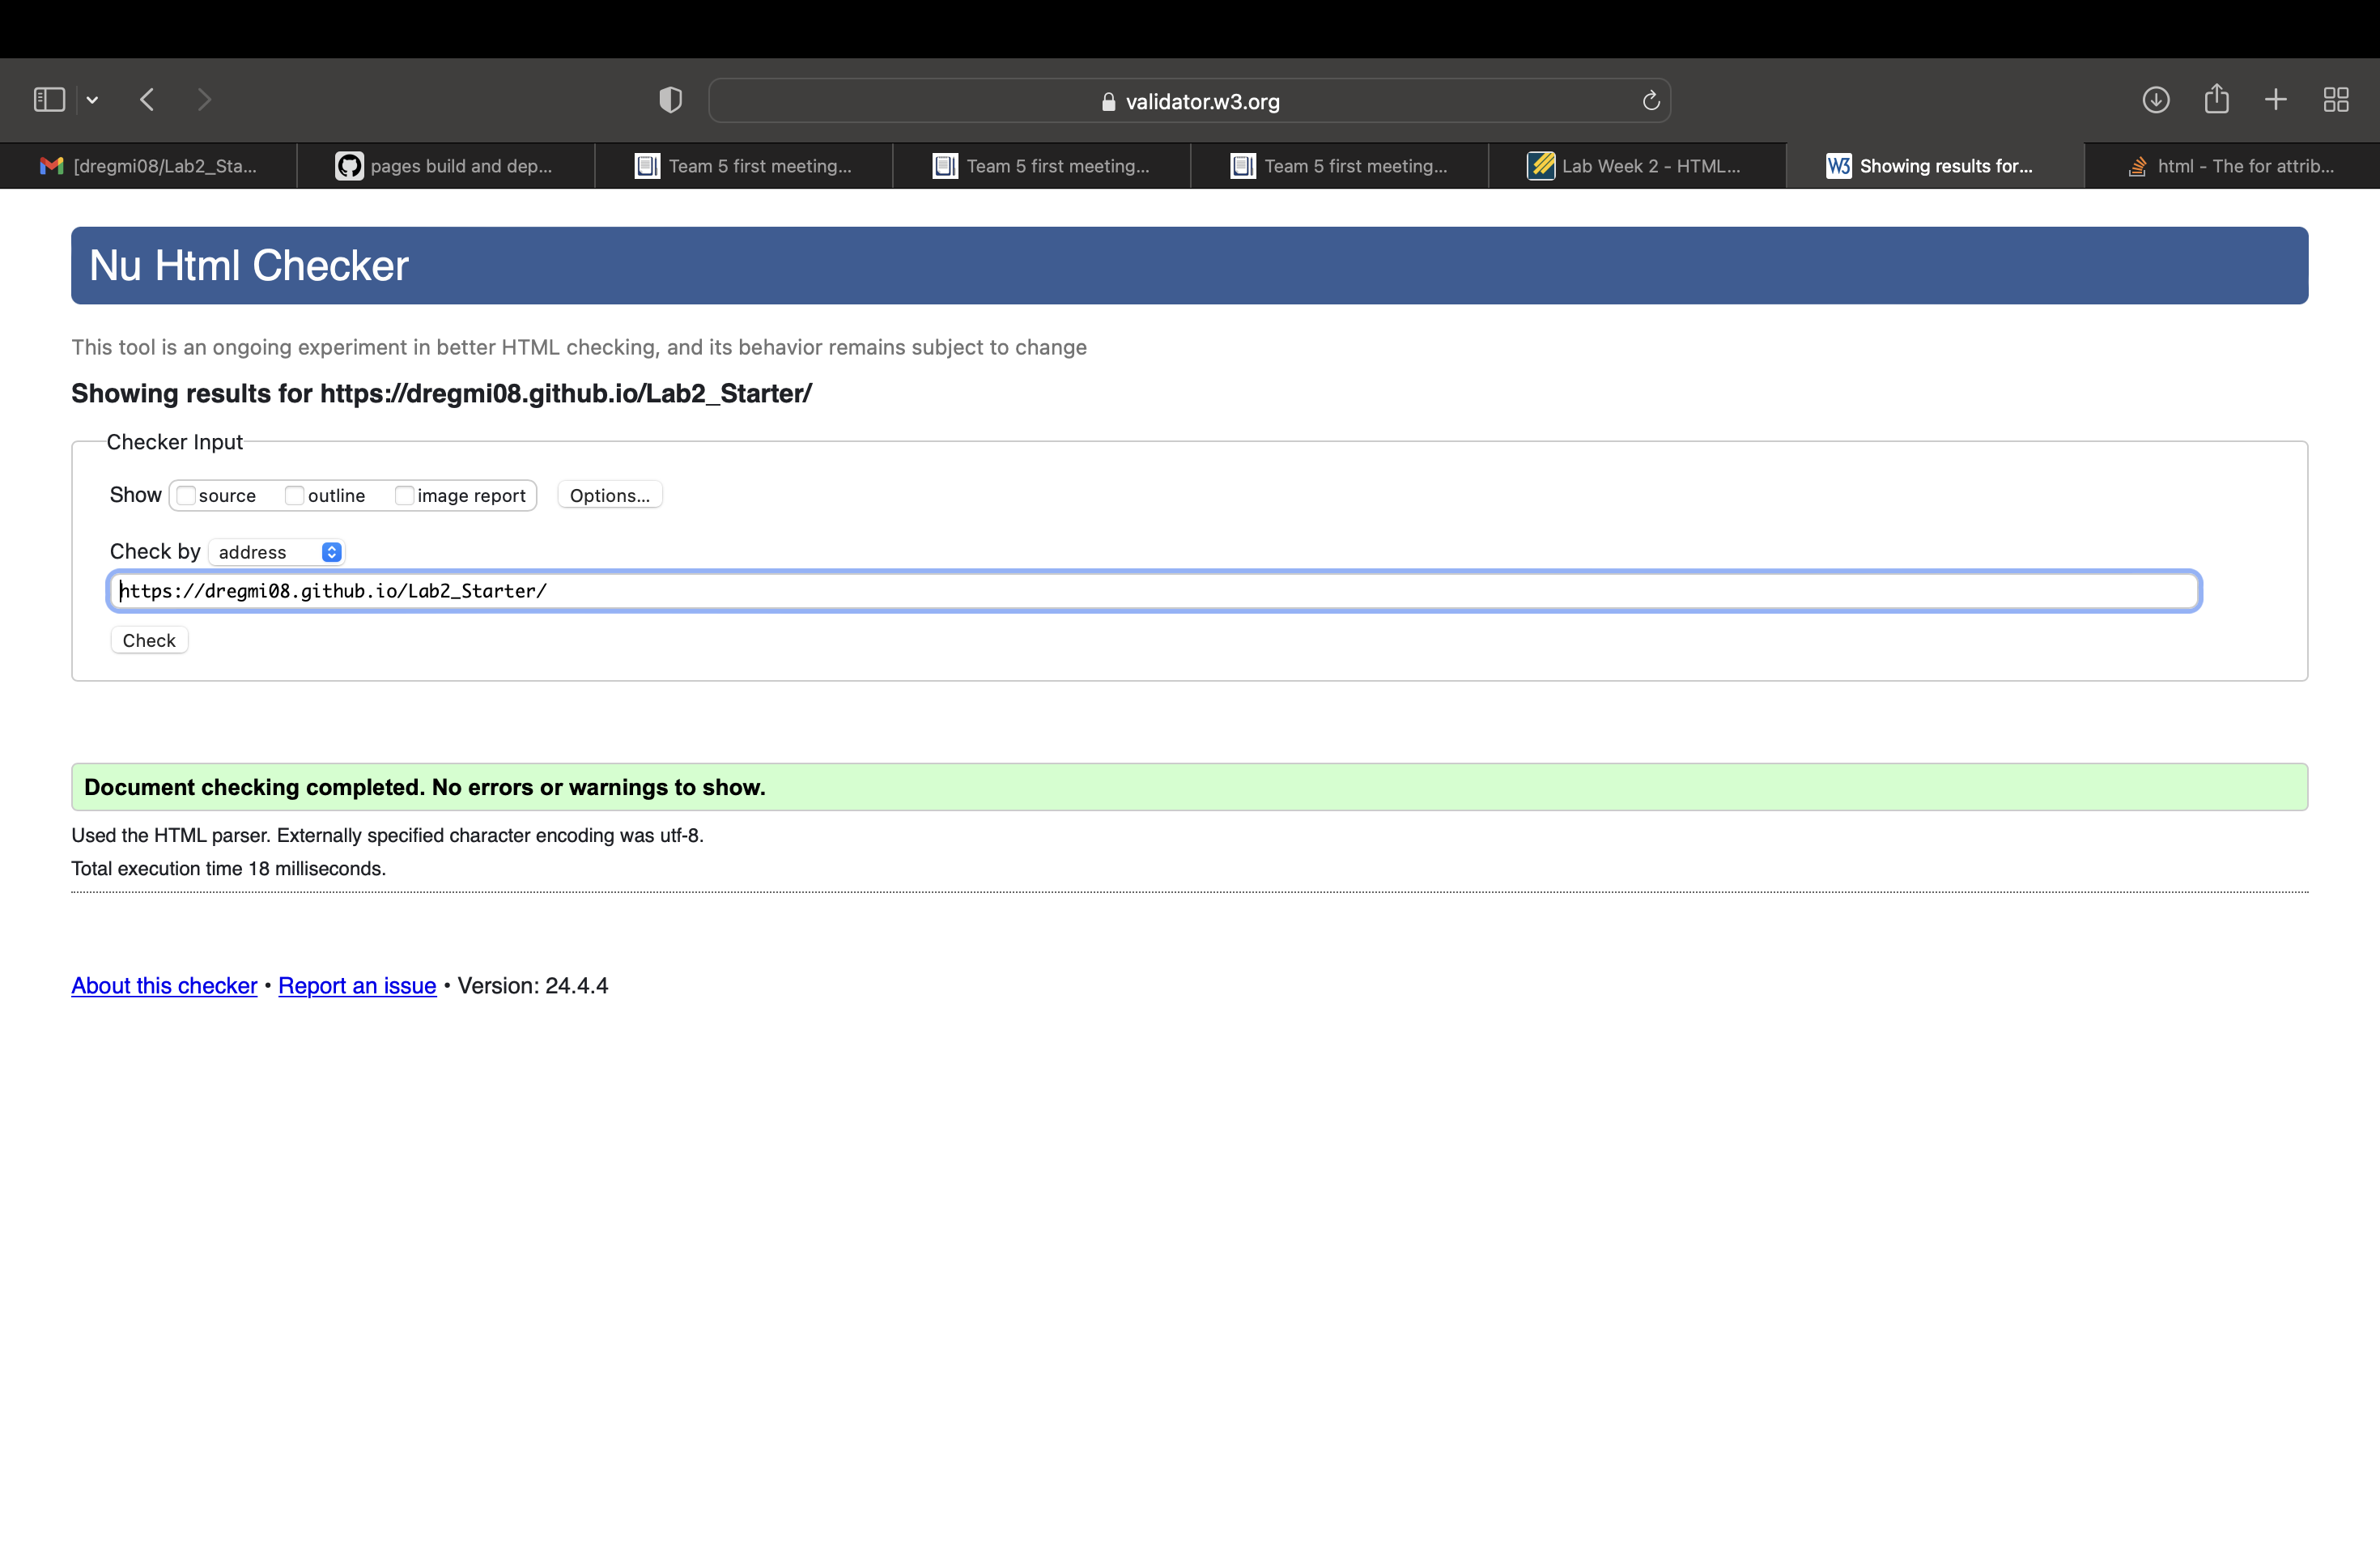 validator.w3.org
[dregmi08/Lab2_Sta...
pages build and dep...
Team 5 first meeting...
Team 5 first meeting...
Team 5 first meeting...
Lab Week 2 - HTML...
W3 Showing results for...
html - The for attrib...
Nu Html Checker
This tool is an ongoing experiment in better HTML checking, and its behavior remains subject to change
Showing results for https://dregmi08.github.io/Lab2_Starter/
Checker Input
Show source outline image report Options...
Check by address
https://dregmi08.github.io/Lab2_Starter/
Check
Document checking completed. No errors or warnings to show.
Used the HTML parser. Externally specified character encoding was utf-8.
Total execution time 18 milliseconds.
About this checker • Report an issue • Version: 24.4.4